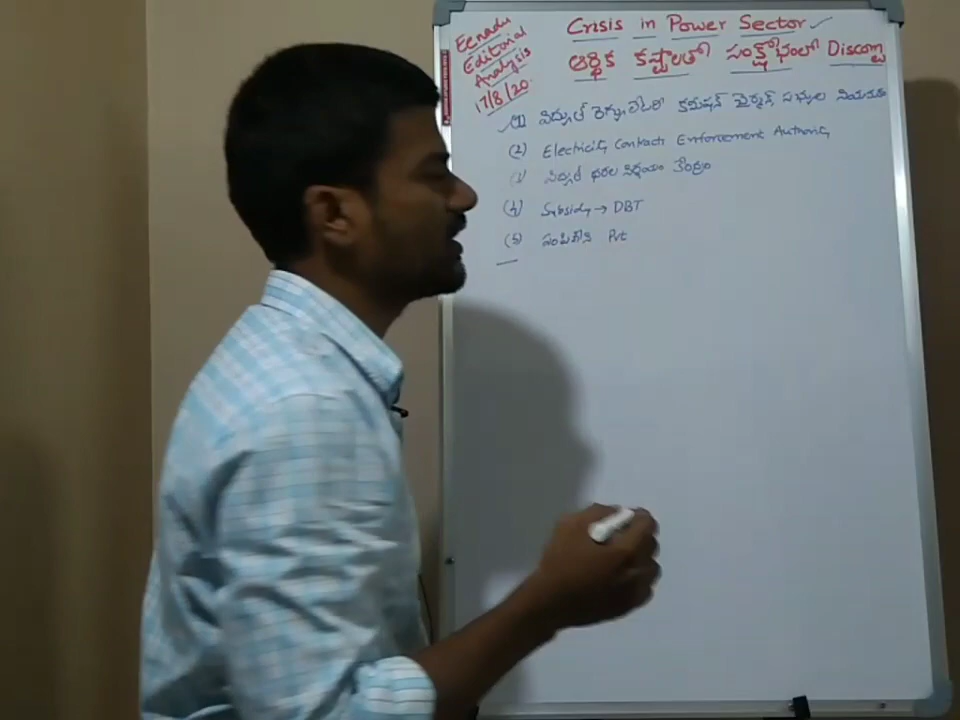 Eenadu
Editorial
Analysis
17/8/20
Crisis in Power Sector
ఆర్థిక కష్టాలతో సంక్షోభంలో Discoms
(1) విద్యుత్ రెగ్యులేటరీ కమిషన్ చైర్మన్ సభ్యుల నియామకం
(2) Electricity Contract Enforcement Authority
(3) విద్యుత్ ధరల నిర్ణయం కేంద్రం
(4) Subsidy → DBT
(5) పంపిణీని Pvt